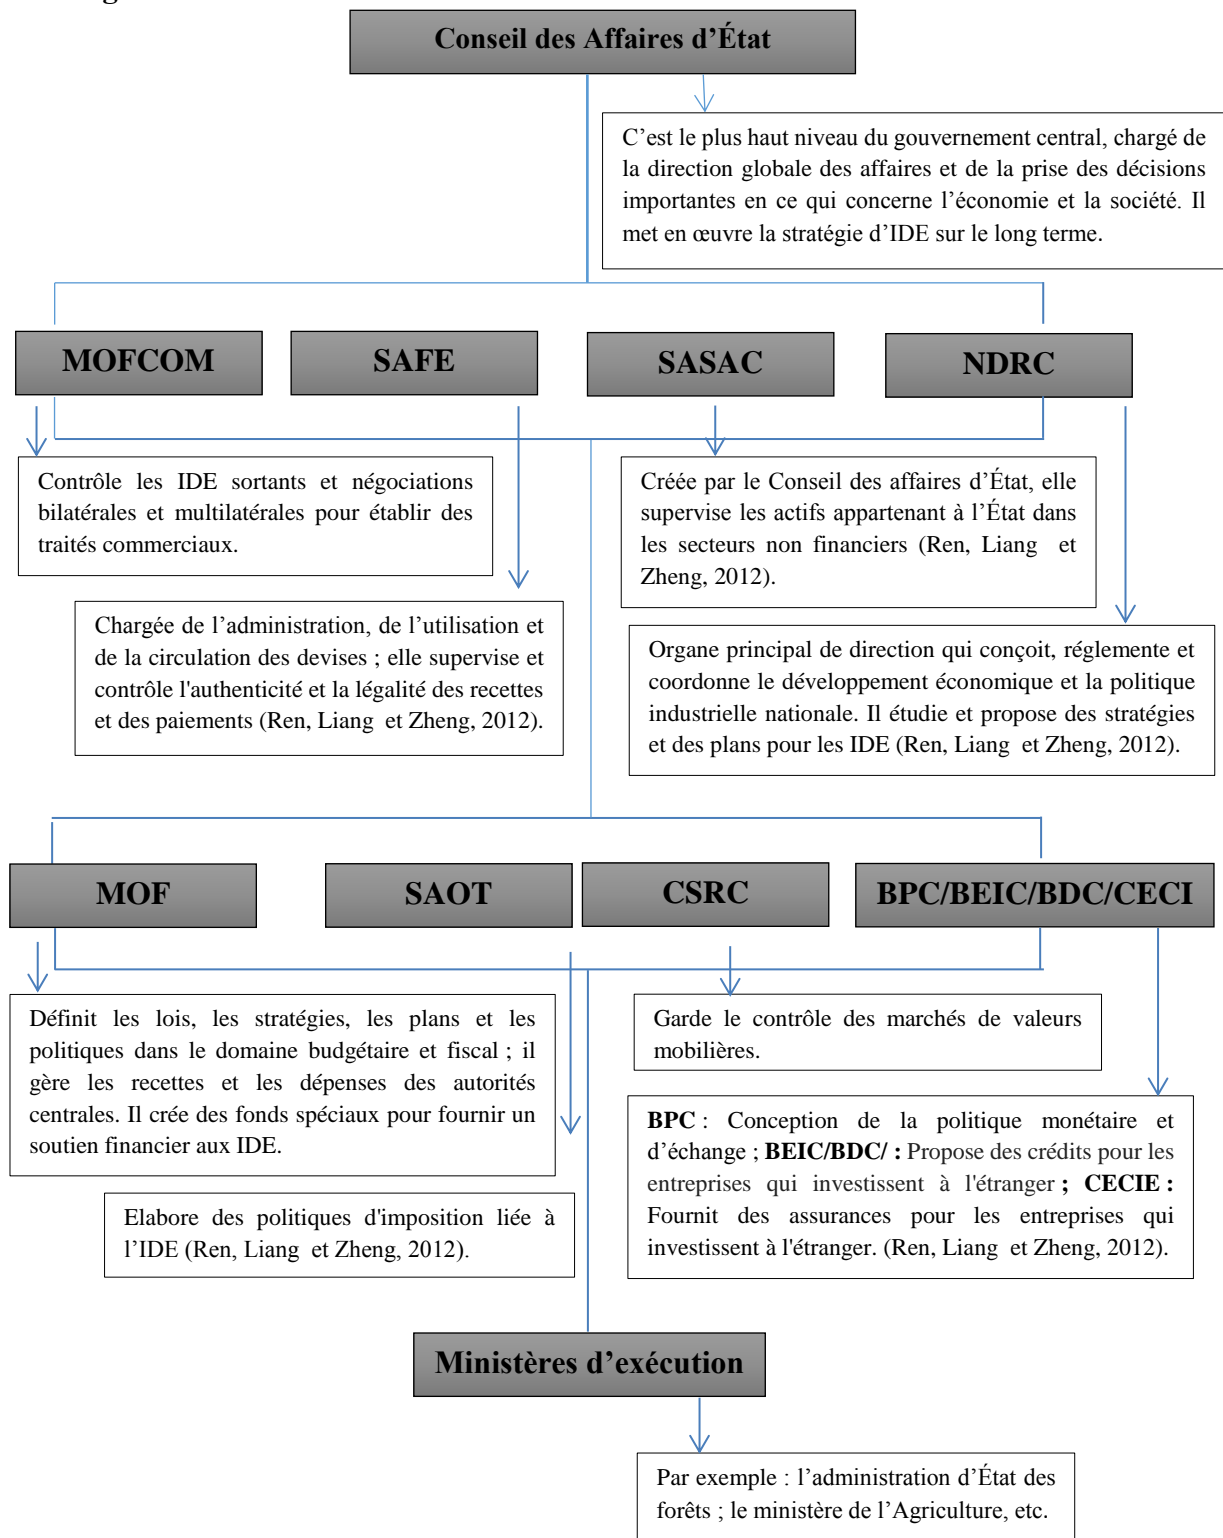 Conseil des Affaires d’État
C’est le plus haut niveau du gouvernement central, chargé de
la direction globale des affaires et de la prise des décisions
importantes en ce qui concerne l’économie et la société. Il
met en œuvre la stratégie d’IDE sur le long terme.
MOFCOM
SAFE
SASAC
NDRC
Contrôle les IDE sortants et négociations
bilatérales et multilatérales pour établir des
traités commerciaux.
Créée par le Conseil des affaires d’État, elle
supervise les actifs appartenant à l’État dans
les secteurs non financiers (Ren, Liang et
Zheng, 2012).
Chargée de l’administration, de l’utilisation et
de la circulation des devises ; elle supervise et
contrôle l'authenticité et la légalité des recettes
et des paiements (Ren, Liang et Zheng, 2012).
Organe principal de direction qui conçoit, réglemente et
coordonne le développement économique et la politique
industrielle nationale. Il étudie et propose des stratégies
et des plans pour les IDE (Ren, Liang et Zheng, 2012).
MOF
SAOT
CSRC
BPC/BEIC/BDC/CECI
Définit les lois, les stratégies, les plans et les
politiques dans le domaine budgétaire et fiscal ; il
gère les recettes et les dépenses des autorités
centrales. Il crée des fonds spéciaux pour fournir un
soutien financier aux IDE.
Garde le contrôle des marchés de valeurs
mobilières.
BPC : Conception de la politique monétaire et
d’échange ; BEIC/BDC/ : Propose des crédits pour les
entreprises qui investissent à l'étranger ; CECIE :
Fournit des assurances pour les entreprises qui
investissent à l'étranger. (Ren, Liang et Zheng, 2012).
Elabore des politiques d'imposition liée à
l’IDE (Ren, Liang et Zheng, 2012).
Ministères d’exécution
Par exemple : l’administration d’État des
forêts ; le ministère de l’Agriculture, etc.